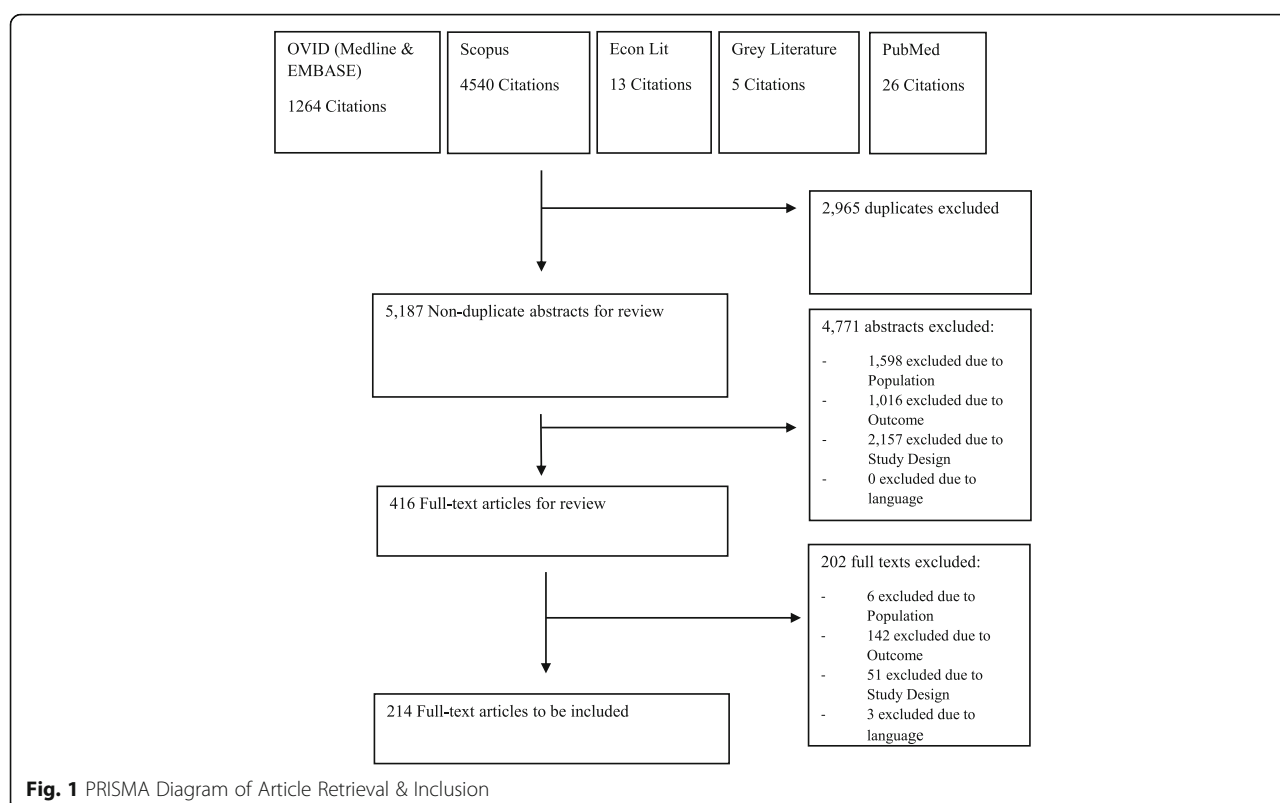 OVID (Medline &
EMBASE)
1264 Citations
Scopus
4540 Citations
Econ Lit
13 Citations
Grey Literature
5 Citations
PubMed
26 Citations
2,965 duplicates excluded
5,187 Non-duplicate abstracts for review
4,771 abstracts excluded:
- 1,598 excluded due to
Population
- 1,016 excluded due to
Outcome
- 2,157 excluded due to
Study Design
- 0 excluded due to
language
416 Full-text articles for review
202 full texts excluded:
- 6 excluded due to
Population
- 142 excluded due to
Outcome
- 51 excluded due to
Study Design
- 3 excluded due to
language
214 Full-text articles to be included
Fig. 1 PRISMA Diagram of Article Retrieval & Inclusion